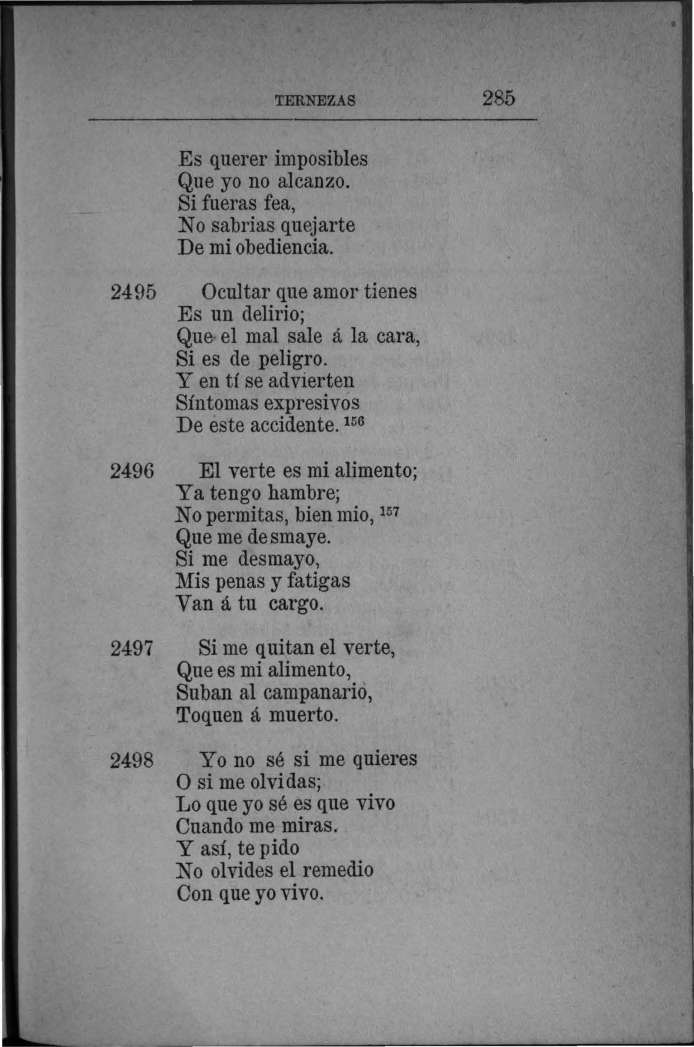 TERNEZAS 285
Es querer imposibles
Que yo no alcanzo.
Si fueras fea,
No sabrias quejarte
De mi obediencia.
2495 Ocultar que amor tienes
Es un delirio;
Que el mal sale á la cara,
Si es de peligro.
Y en tí se advierten
Síntomas expresivos
De este accidente. 156
2496 El verte es mi alimento;
Ya tengo hambre;
No permitas, bien mio, 157
Que me desmaye.
Si me desmayo,
Mis penas y fatigas
Van á tu cargo.
2497 Si me quitan el verte,
Que es mi alimento,
Suban al campanario,
Toquen á muerto.
2498 Yo no sé si me quieres
O si me olvidas;
Lo que yo sé es que vivo
Cuando me miras.
Y así, te pido
No olvides el remedio
Con que yo vivo.